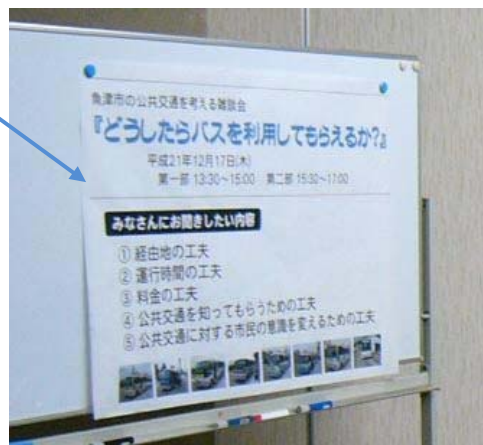 魚津市の公共交通を考える雑談会
『どうしたらバスを利用してもらえるか?』
平成21年12月17日(木)
第一部 13:30～15:00 第二部 15:30～17:00
みなさんにお聞きしたい内容
① 経由地の工夫
② 運行時間の工夫
③ 料金の工夫
④ 公共交通を知ってもらうための工夫
⑤ 公共交通に対する市民の意識を変えるための工夫